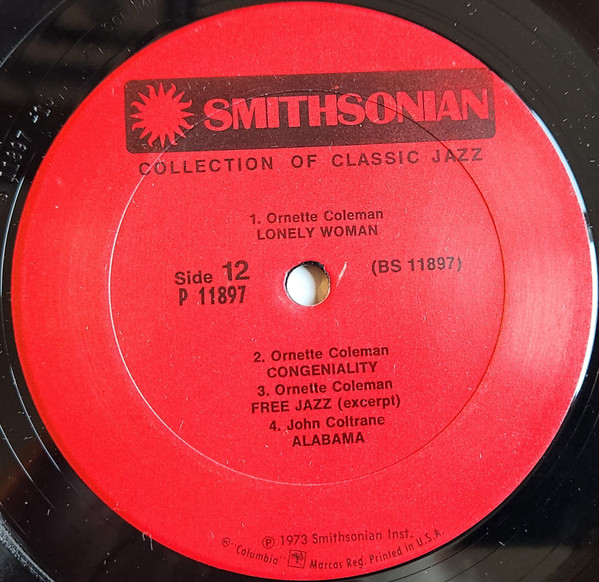 SMITHSONIAN
COLLECTION OF CLASSIC JAZZ
1. Ornette Coleman
LONELY WOMAN
Side 12 (BS 11897)
P 11897
2. Ornette Coleman
CONGENIALITY
3. Ornette Coleman
FREE JAZZ (excerpt)
4. John Coltrane
ALABAMA
℗ 1973 Smithsonian Inst.
"Columbia" Marcas Reg. Printed in U.S.A.